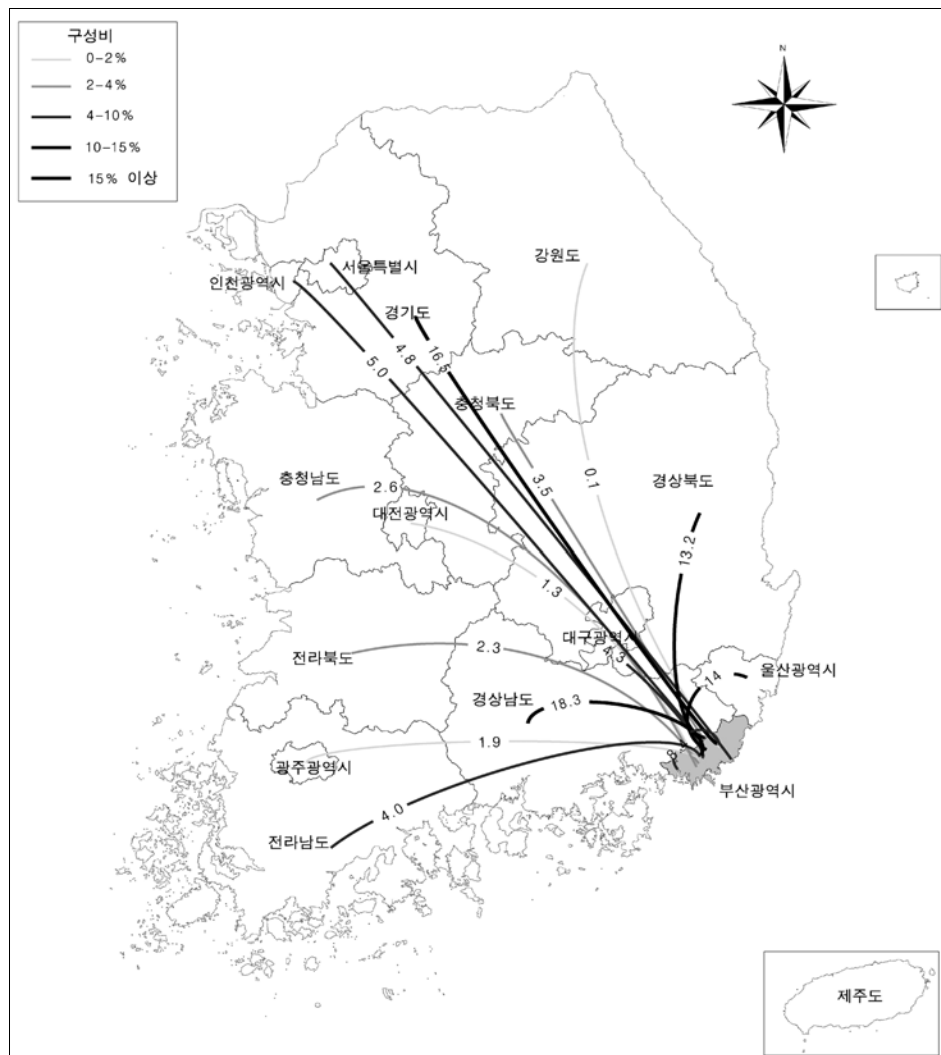 구성비
0-2%
2-4%
4-10%
10-15%
15% 이상
N
강원도
서울특별시
인천광역시
경기도
16.5
4.8
5.0
충청북도
3.5
0.1
경상북도
충청남도
2.6
대전광역시
13.2
1.3
대구광역시
4.3
전라북도
2.3
울산광역시
14
경상남도
18.3
1.9
광주광역시
8
부산광역시
4.0
전라남도
제주도